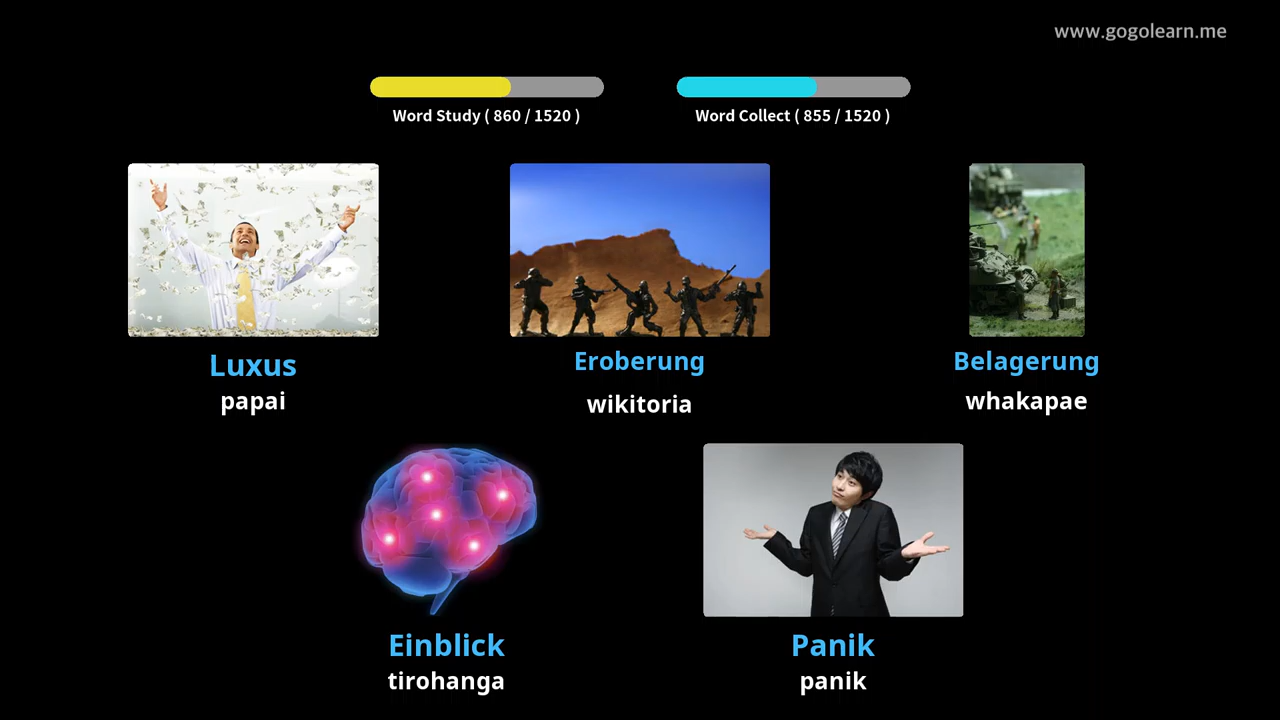 www.gogolearn.me
Word Study ( 860 / 1520 )
Word Collect ( 855 / 1520 )
Luxus
papai
Eroberung
wikitoria
Belagerung
whakapae
Einblick
tirohanga
Panik
panik